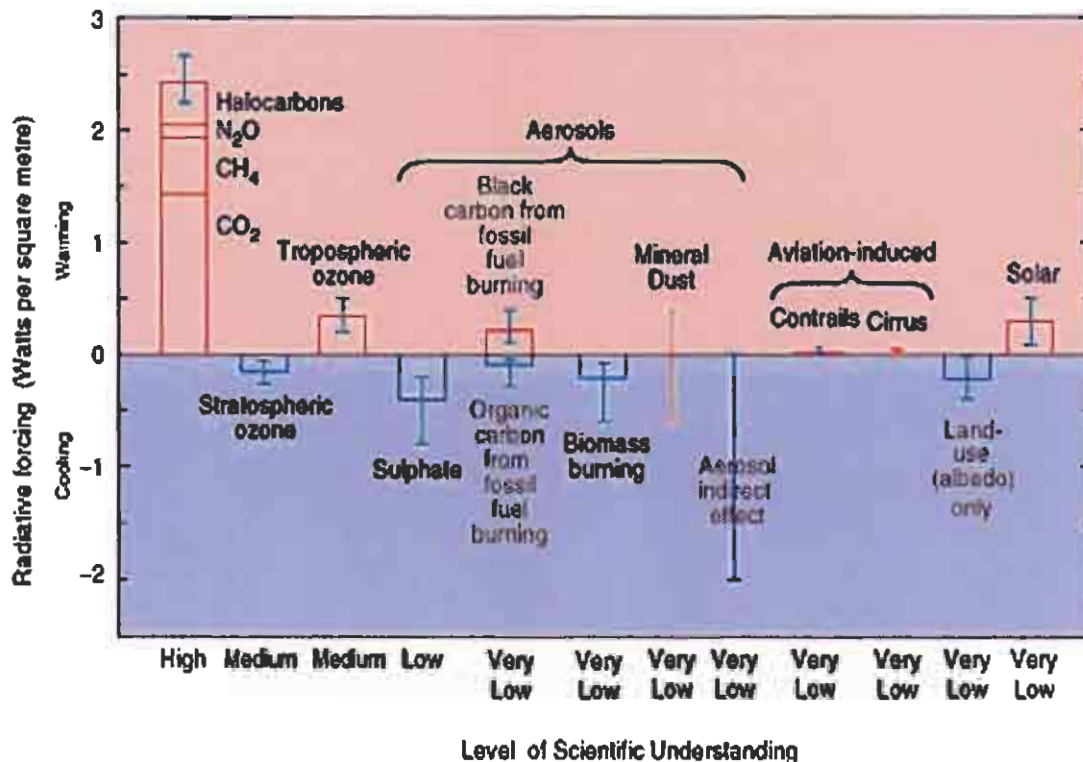 Radiative forcing (Watts per square metre)
Cooling
Warming
3
2
1
0
−1
−2
Halocarbons
N₂O
CH₄
CO₂
Stratospheric
ozone
Tropospheric
ozone
Aerosols
Sulphate
Black
carbon from
fossil
fuel
burning
Organic
carbon
from
fossil
fuel
burning
Biomass
burning
Mineral
Dust
Aerosol
indirect
effect
Aviation-induced
Contrails
Cirrus
Land-
use
(albedo)
only
Solar
High
Medium
Medium
Low
Very
Low
Very
Low
Very
Low
Very
Low
Very
Low
Very
Low
Very
Low
Very
Low
Level of Scientific Understanding